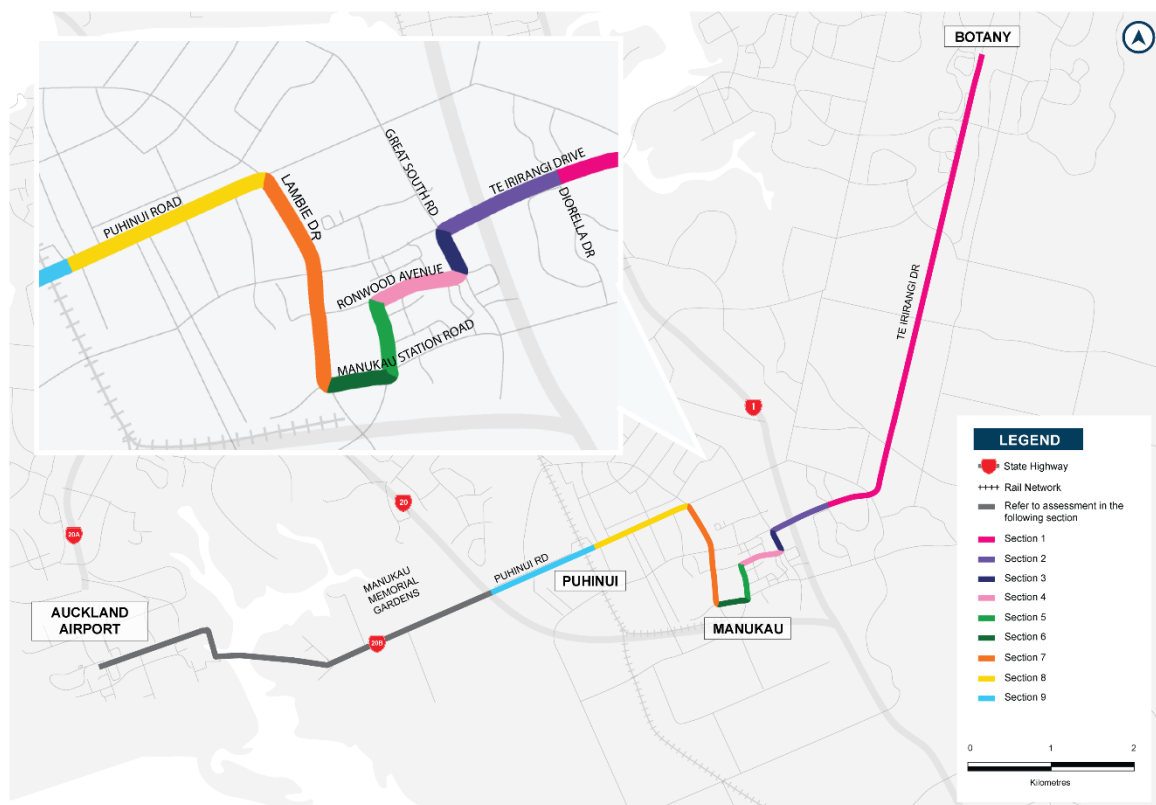 BOTANY
GREAT SOUTH RD
TE IRIRANGI DRIVE
LAMBIE DR
DIORELLA DR
PUHINUI ROAD
RONWOOD AVENUE
MANUKAU STATION ROAD
TE IRIRANGI DR
1
20
20A
PUHINUI RD
PUHINUI
MANUKAU
MEMORIAL
GARDENS
AUCKLAND
AIRPORT
20B
MANUKAU
LEGEND
State Highway
Rail Network
Refer to assessment in the
following section
Section 1
Section 2
Section 3
Section 4
Section 5
Section 6
Section 7
Section 8
Section 9
0 1 2
Kilometres